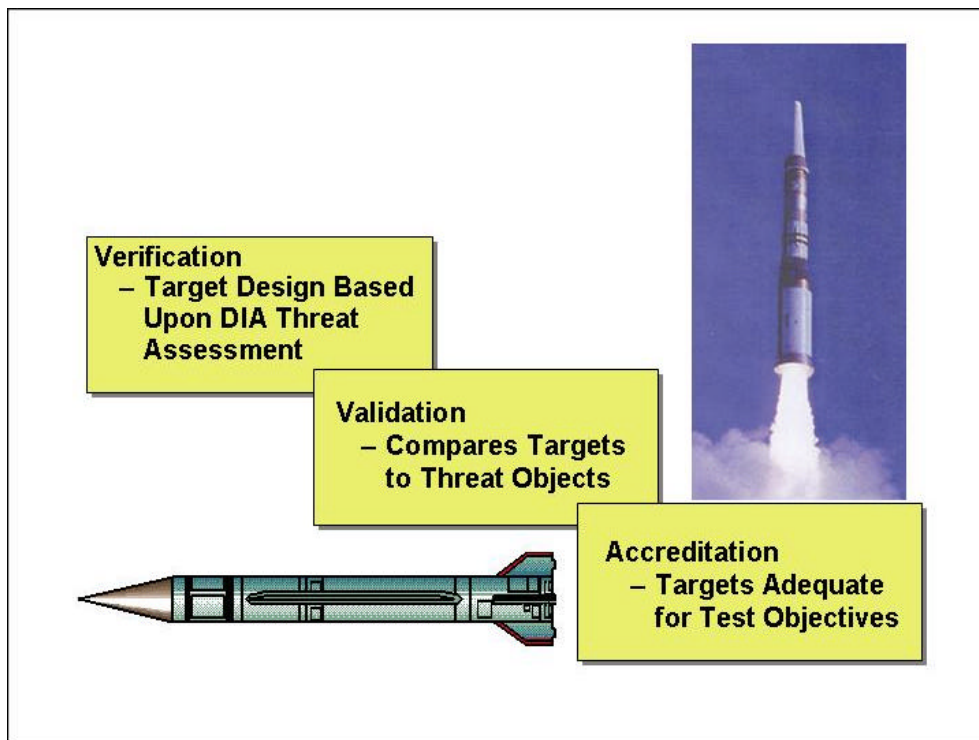 Verification
– Target Design Based
Upon DIA Threat
Assessment
Validation
– Compares Targets
to Threat Objects
Accreditation
– Targets Adequate
for Test Objectives